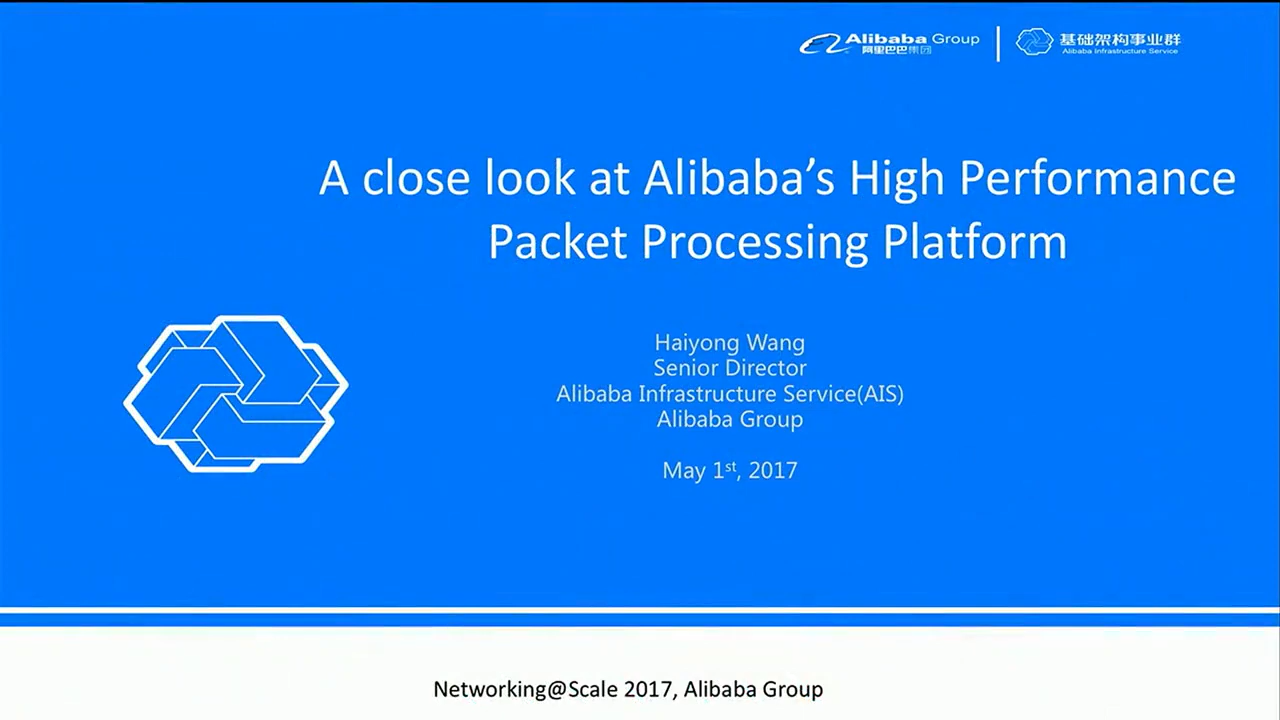 Alibaba Group
阿里巴巴集团
基础架构事业群
Alibaba Infrastructure Service
A close look at Alibaba’s High Performance
Packet Processing Platform
Haiyong Wang
Senior Director
Alibaba Infrastructure Service(AIS)
Alibaba Group
May 1st, 2017
Networking@Scale 2017, Alibaba Group